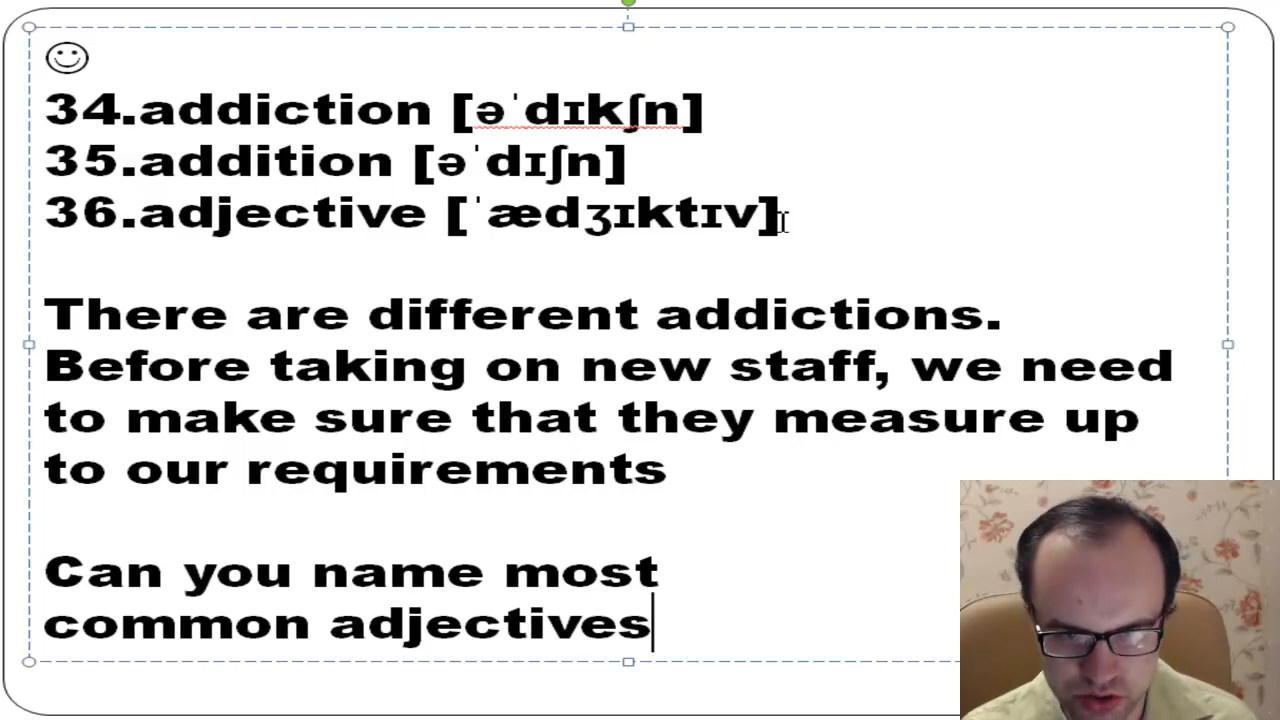 34.addiction [əˈdɪkʃn]
35.addition [əˈdɪʃn]
36.adjective [ˈædʒɪktɪv]
There are different addictions.
Before taking on new staff, we need
to make sure that they measure up
to our requirements
Can you name most
common adjectives